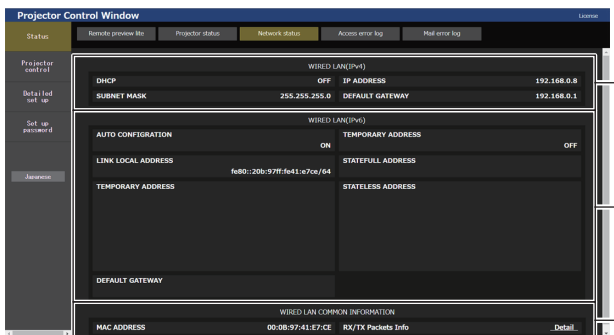 Projector Control Window
License
Status
Remote preview lite
Projector status
Network status
Access error log
Mail error log
Projector
control
Detailed
set up
Set up
password
Japanese
WIRED LAN(IPv4)
DHCP OFF IP ADDRESS 192.168.0.8
SUBNET MASK 255.255.255.0 DEFAULT GATEWAY 192.168.0.1
WIRED LAN(IPv6)
AUTO CONFIGRATION TEMPORARY ADDRESS
ON OFF
LINK LOCAL ADDRESS STATEFULL ADDRESS
fe80::20b:97ff:fe41:e7ce/64
TEMPORARY ADDRESS STATELESS ADDRESS
DEFAULT GATEWAY
WIRED LAN COMMON INFORMATION
MAC ADDRESS 00:0B:97:41:E7:CE RX/TX Packets Info Detail